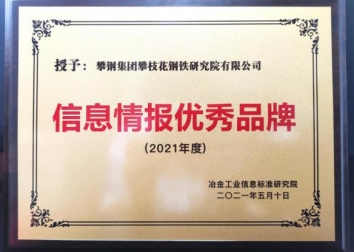 授予：攀钢集团攀枝花钢铁研究院有限公司
信息情报优秀品牌
(2021年度)
冶金工业信息标准研究院
二〇二一年五月十日